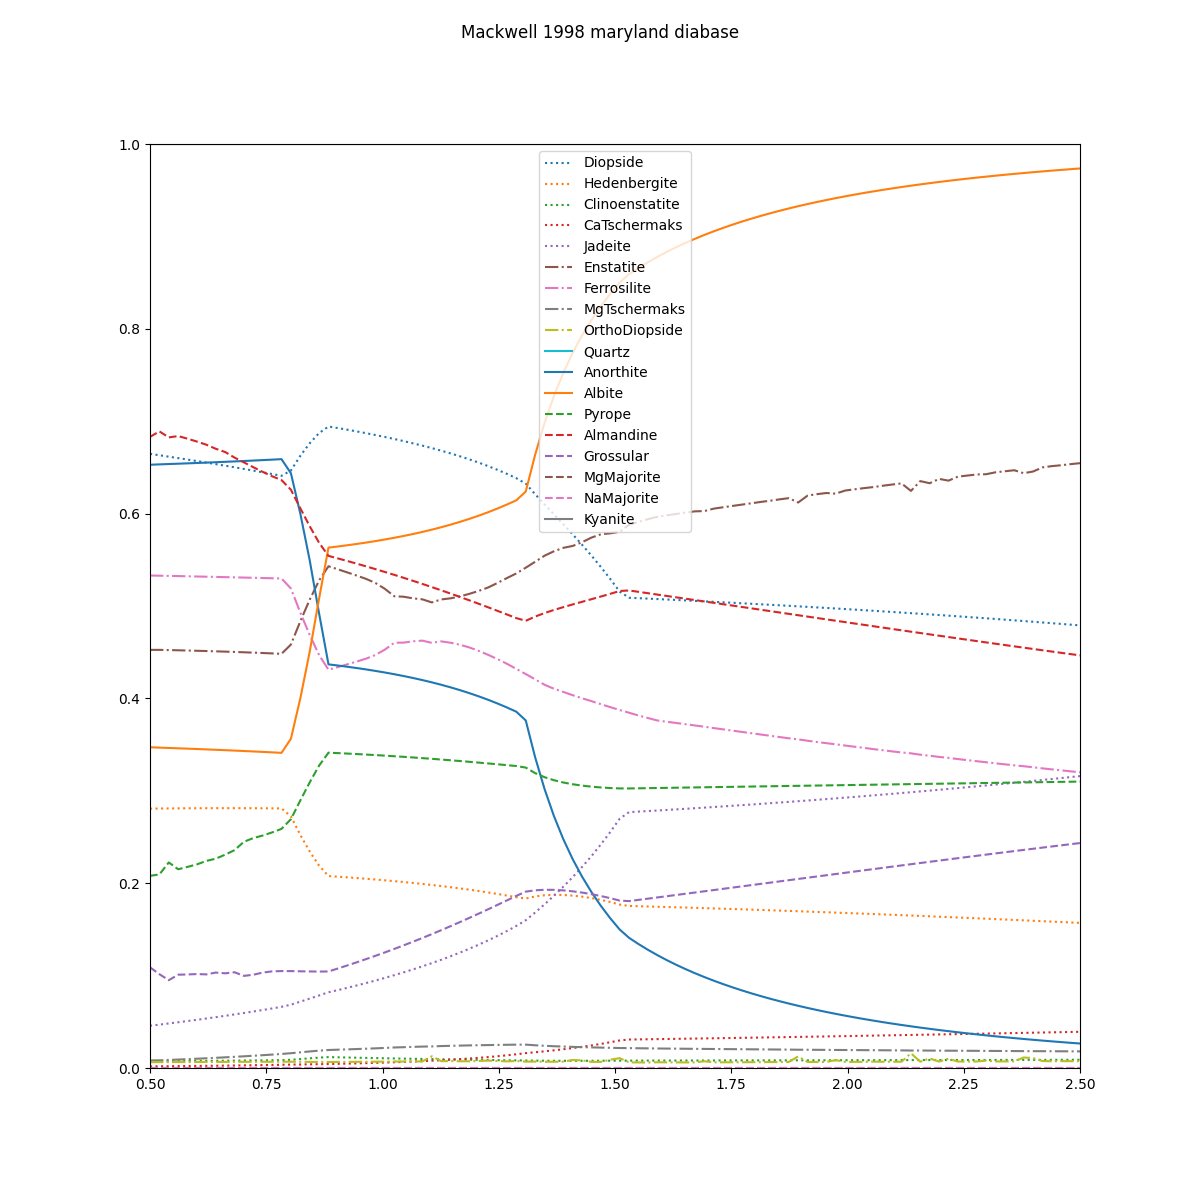 Mackwell 1998 maryland diabase
1.0
0.8
0.6
0.4
0.2
0.0
Diopside
Hedenbergite
Clinoenstatite
CaTschermaks
Jadeite
Enstatite
Ferrosilite
MgTschermaks
OrthoDiopside
Quartz
Anorthite
Albite
Pyrope
Almandine
Grossular
MgMajorite
NaMajorite
Kyanite
0.50 0.75 1.00 1.25 1.50 1.75 2.00 2.25 2.50